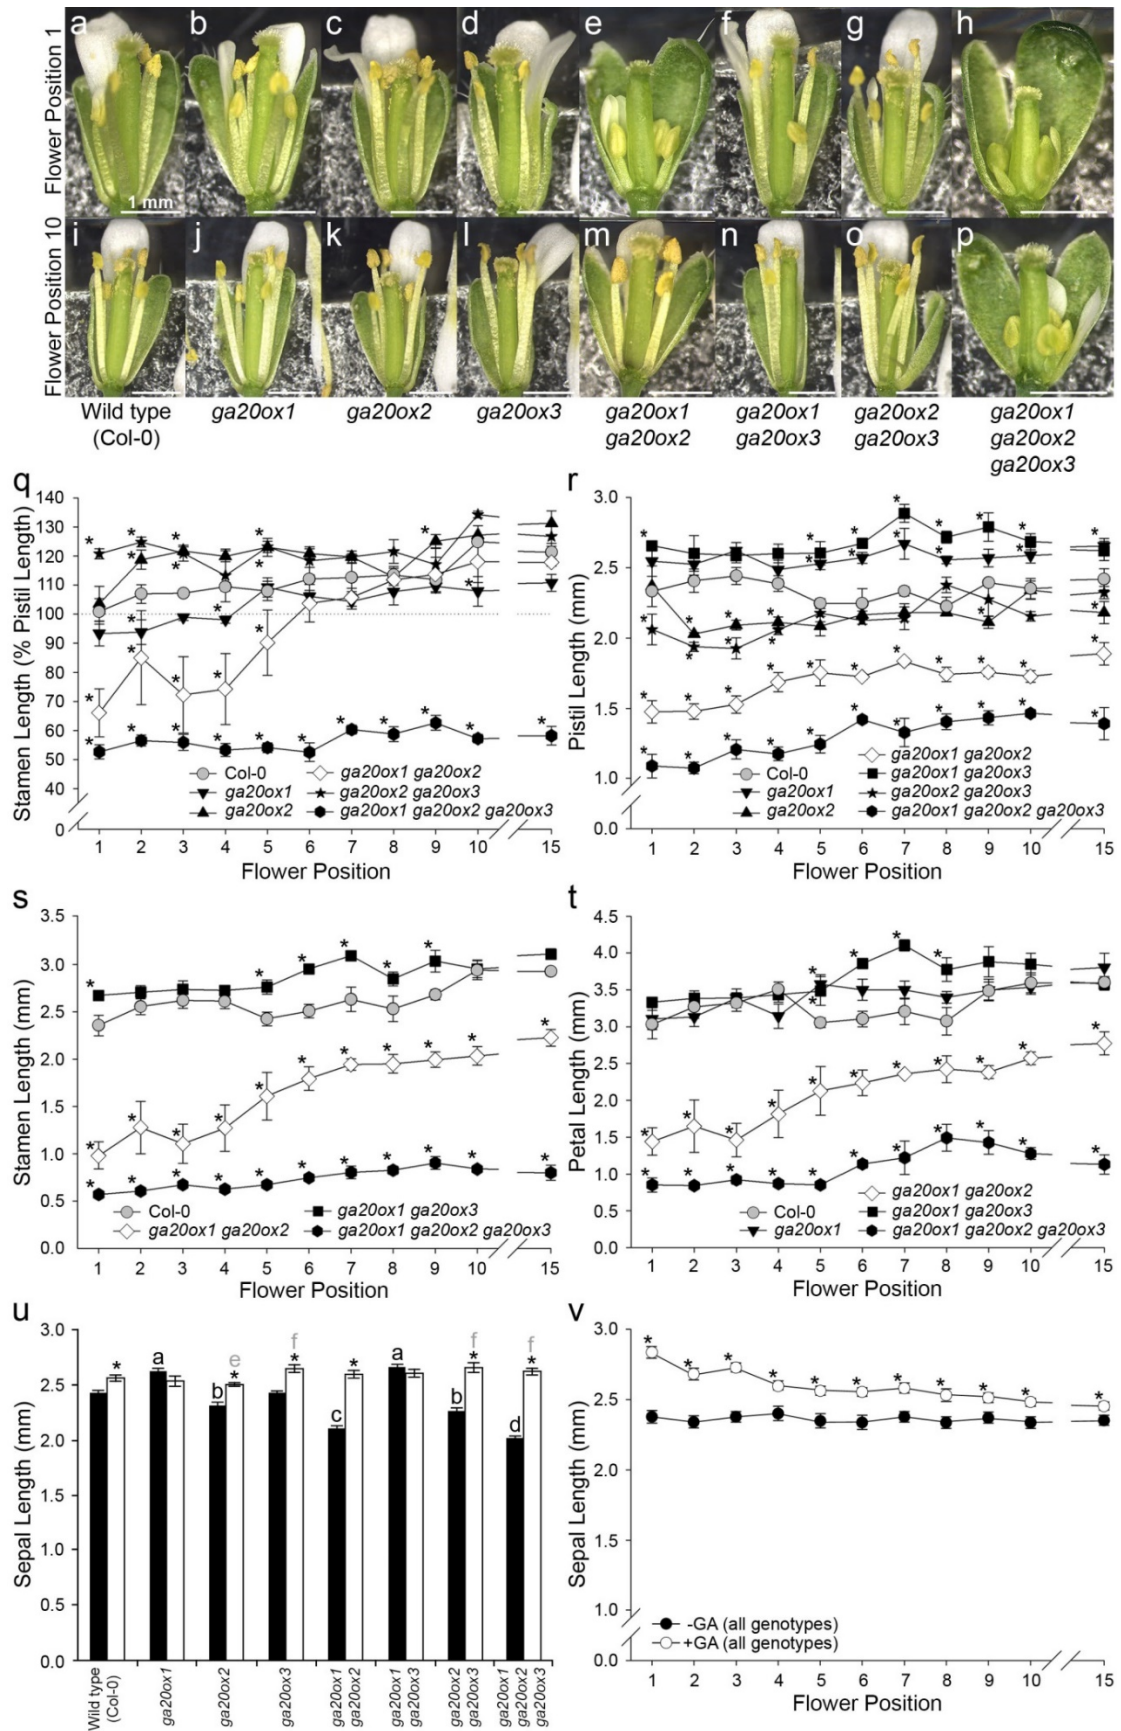 Flower Position 1
a b c d e f g h
1 mm
Flower Position 10
i j k l m n o p
Wild type
(Col-0)
ga20ox1
ga20ox2
ga20ox3
ga20ox1
ga20ox2
ga20ox1
ga20ox3
ga20ox2
ga20ox3
ga20ox1
ga20ox2
ga20ox3
q
Stamen Length (% Pistil Length)
140
130
120
110
100
90
80
70
60
50
40
0
Col-0
ga20ox1
ga20ox2
ga20ox1 ga20ox2
ga20ox2 ga20ox3
ga20ox1 ga20ox2 ga20ox3
1 2 3 4 5 6 7 8 9 10 15
Flower Position
r
Pistil Length (mm)
3.0
2.5
2.0
1.5
1.0
0.0
Col-0
ga20ox1
ga20ox2
ga20ox1 ga20ox2
ga20ox1 ga20ox3
ga20ox2 ga20ox3
ga20ox1 ga20ox2 ga20ox3
1 2 3 4 5 6 7 8 9 10 15
Flower Position
s
Stamen Length (mm)
3.5
3.0
2.5
2.0
1.5
1.0
0.5
0.0
Col-0
ga20ox1 ga20ox2
ga20ox1 ga20ox3
ga20ox1 ga20ox2 ga20ox3
1 2 3 4 5 6 7 8 9 10 15
Flower Position
t
Petal Length (mm)
4.5
4.0
3.5
3.0
2.5
2.0
1.5
1.0
0.5
0.0
Col-0
ga20ox1
ga20ox1 ga20ox2
ga20ox1 ga20ox3
ga20ox1 ga20ox2 ga20ox3
1 2 3 4 5 6 7 8 9 10 15
Flower Position
u
Sepal Length (mm)
3.0
2.5
2.0
1.5
1.0
0.5
0.0
* a b e * f * c * a b f * d f *
Wild type
(Col-0)
ga20ox1
ga20ox2
ga20ox3
ga20ox1
ga20ox2
ga20ox1
ga20ox3
ga20ox2
ga20ox3
ga20ox1
ga20ox2
ga20ox3
v
Sepal Length (mm)
3.0
2.5
2.0
1.5
1.0
0.0
-GA (all genotypes)
+GA (all genotypes)
1 2 3 4 5 6 7 8 9 10 15
Flower Position